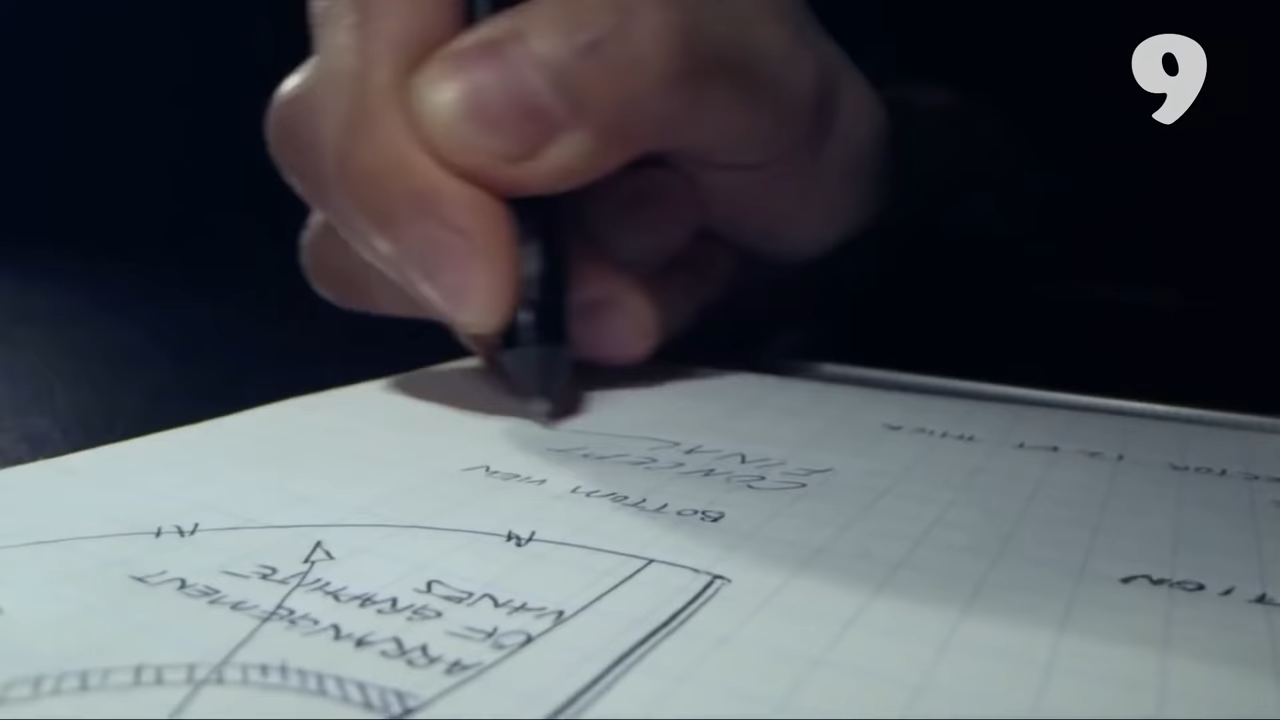 9
CONCEPT
FINAL
BOTTOM VIEW
ARRANGEMENT
OF GRAPHITE
VANES